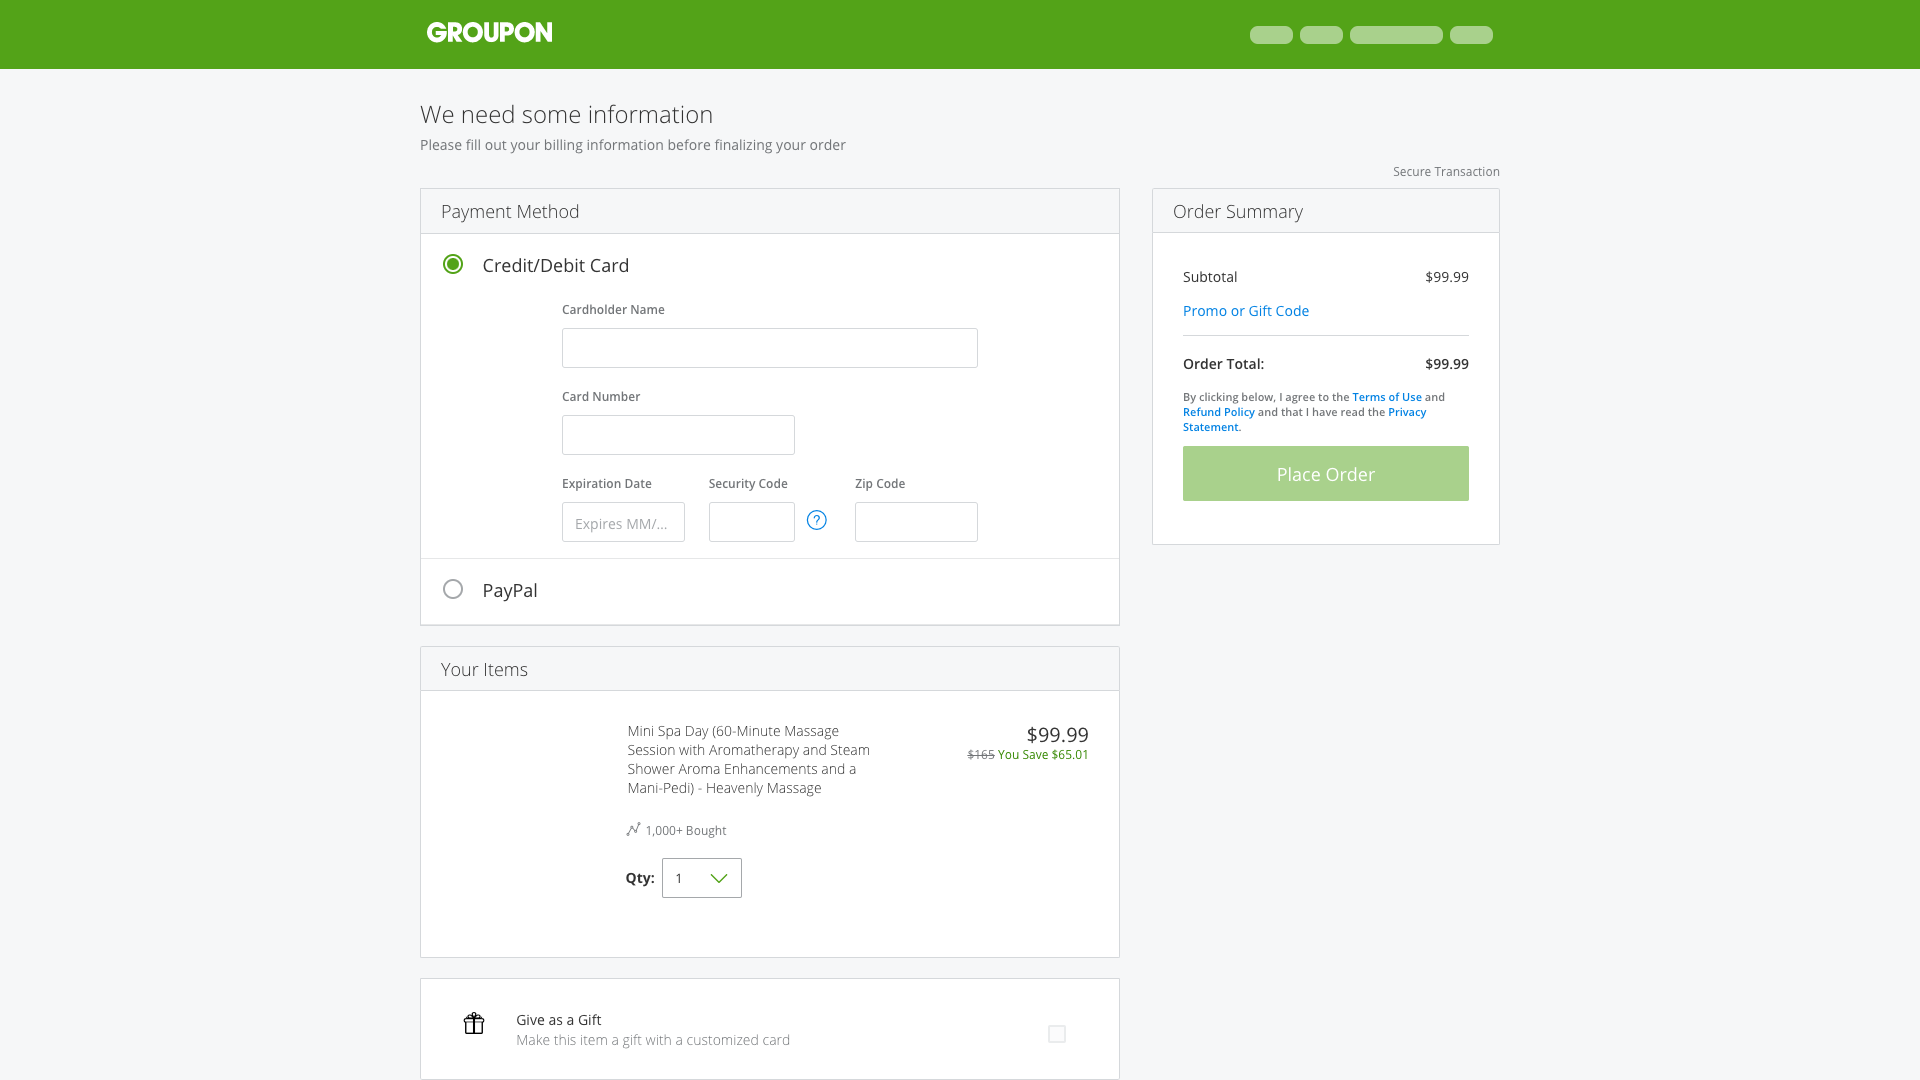 GROUPON
We need some information
Please fill out your billing information before finalizing your order
Secure Transaction
Payment Method
Credit/Debit Card
Cardholder Name
Card Number
Expiration Date
Security Code
Zip Code
Expires MM/...
?
PayPal
Order Summary
Subtotal
$99.99
Promo or Gift Code
Order Total:
$99.99
By clicking below, I agree to the Terms of Use and
Refund Policy and that I have read the Privacy
Statement.
Place Order
Your Items
Mini Spa Day (60-Minute Massage
Session with Aromatherapy and Steam
Shower Aroma Enhancements and a
Mani-Pedi) - Heavenly Massage
$99.99
$165 You Save $65.01
1,000+ Bought
Qty: 1
Give as a Gift
Make this item a gift with a customized card